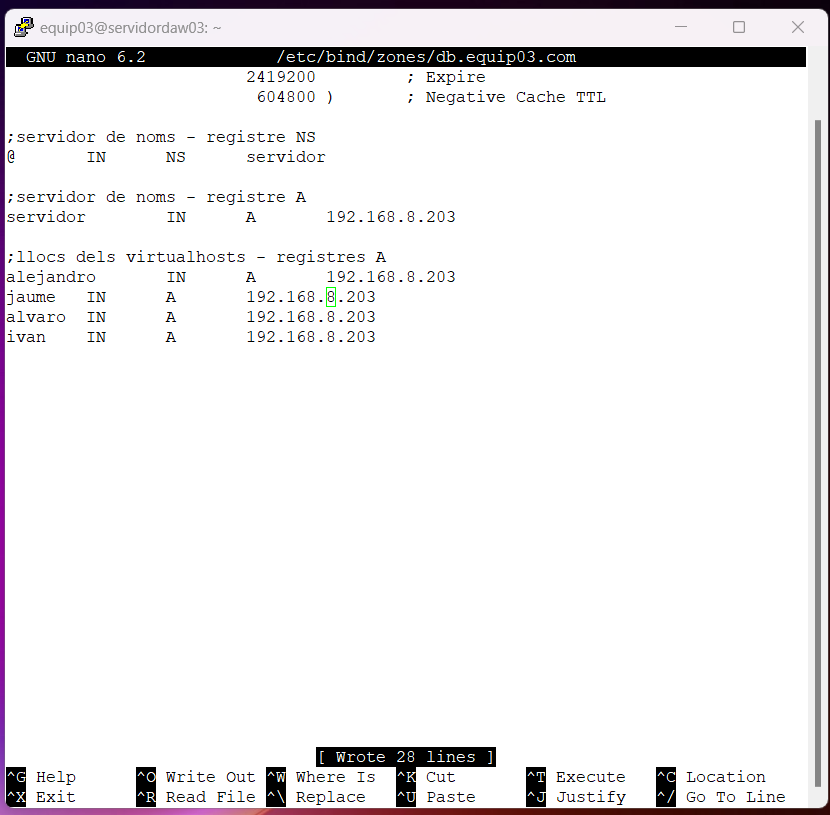 equip03@servidordaw03: ~
GNU nano 6.2 /etc/bind/zones/db.equip03.com
2419200 ; Expire
604800 ) ; Negative Cache TTL
;servidor de noms - registre NS
@ IN NS servidor
;servidor de noms - registre A
servidor IN A 192.168.8.203
;llocs dels virtualhosts - registres A
alejandro IN A 192.168.8.203
jaume IN A 192.168.8.203
alvaro IN A 192.168.8.203
ivan IN A 192.168.8.203
[ Wrote 28 lines ]
^G Help ^O Write Out ^W Where Is ^K Cut ^T Execute ^C Location
^X Exit ^R Read File ^\ Replace ^U Paste ^J Justify ^/ Go To Line